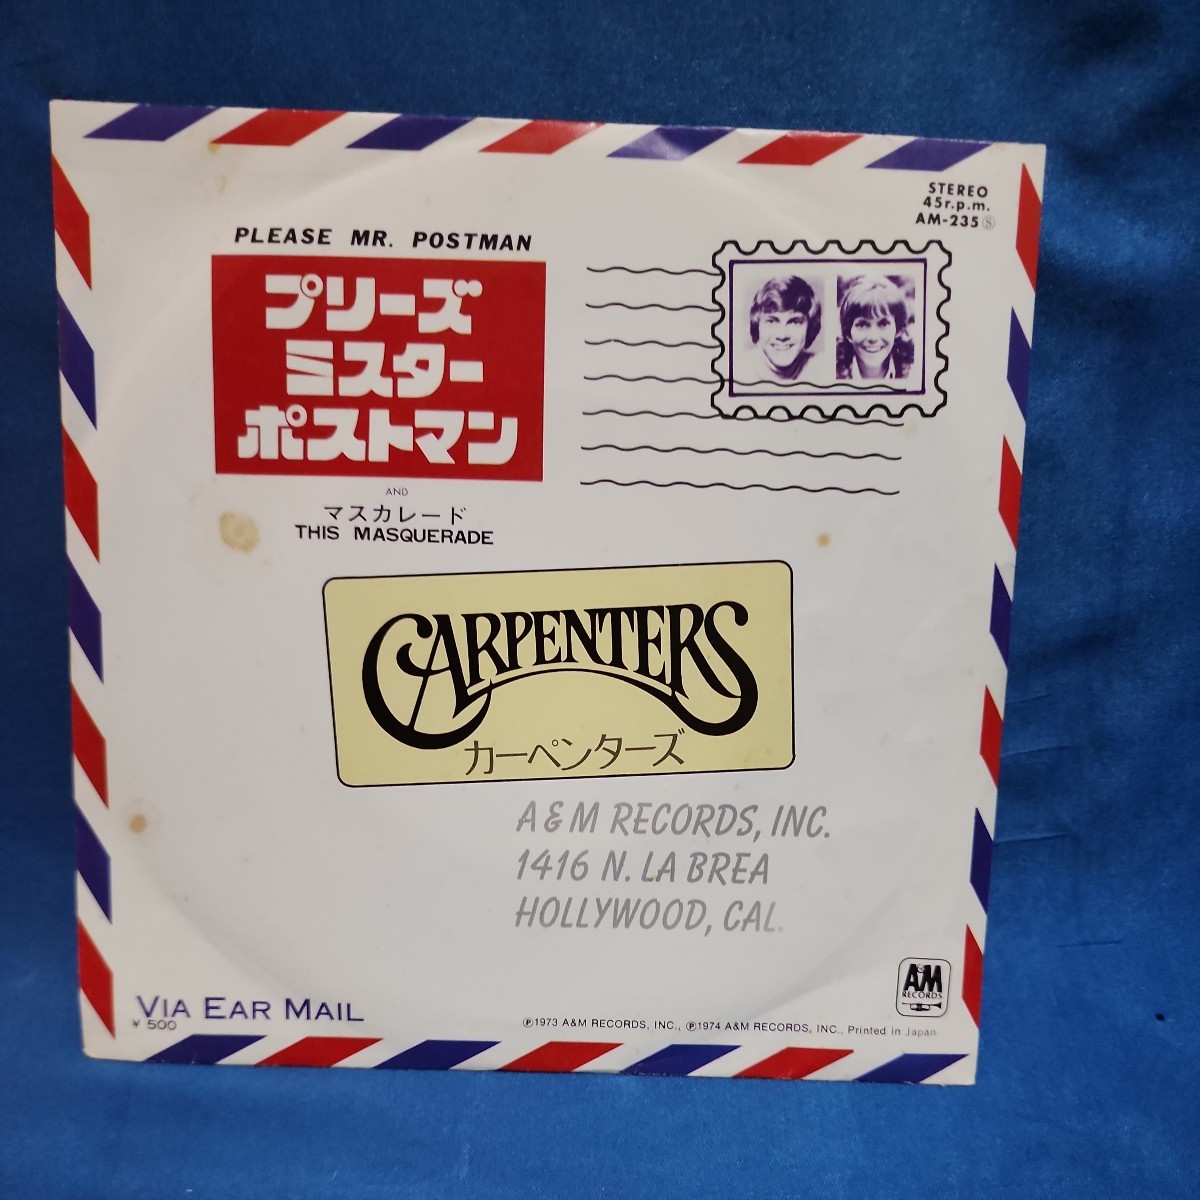 STEREO
45r.p.m.
AM-235 Ⓢ
PLEASE MR. POSTMAN
プリーズ
ミスター
ポストマン
AND
マスカレード
THIS MASQUERADE
CARPENTERS
カーペンターズ
A&M RECORDS, INC.
1416 N. LA BREA
HOLLYWOOD, CAL.
A&M
RECORDS
VIA EAR MAIL
¥ 500
Ⓟ1973 A&M RECORDS, INC., Ⓟ1974 A&M RECORDS, INC., Printed in Japan